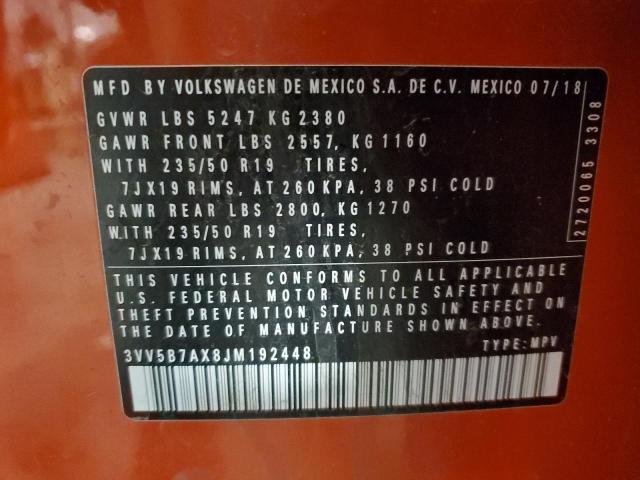 MFD BY VOLKSWAGEN DE MEXICO S.A. DE C.V. MEXICO 07/18
GVWR LBS 5247 KG 2380
GAWR FRONT LBS 2557, KG 1160
WITH 235/50 R19 TIRES,
7JX19 RIMS, AT 260 KPA, 38 PSI COLD
GAWR REAR LBS 2800, KG 1270
WITH 235/50 R19 TIRES,
7JX19 RIMS, AT 260 KPA, 38 PSI COLD
THIS VEHICLE CONFORMS TO ALL APPLICABLE
U.S. FEDERAL MOTOR VEHICLE SAFETY AND
THEFT PREVENTION STANDARDS IN EFFECT ON
THE DATE OF MANUFACTURE SHOWN ABOVE.
3VV5B7AX8JM192448 TYPE: MPV
2720065 3308